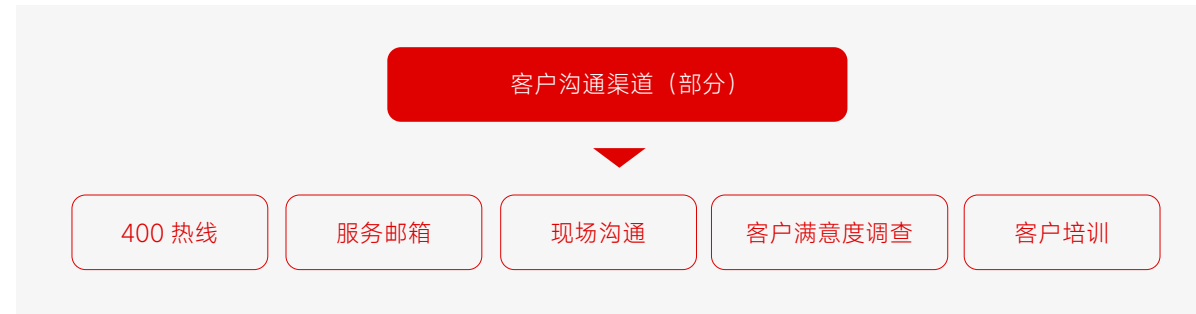 客户沟通渠道（部分）
400 热线
服务邮箱
现场沟通
客户满意度调查
客户培训